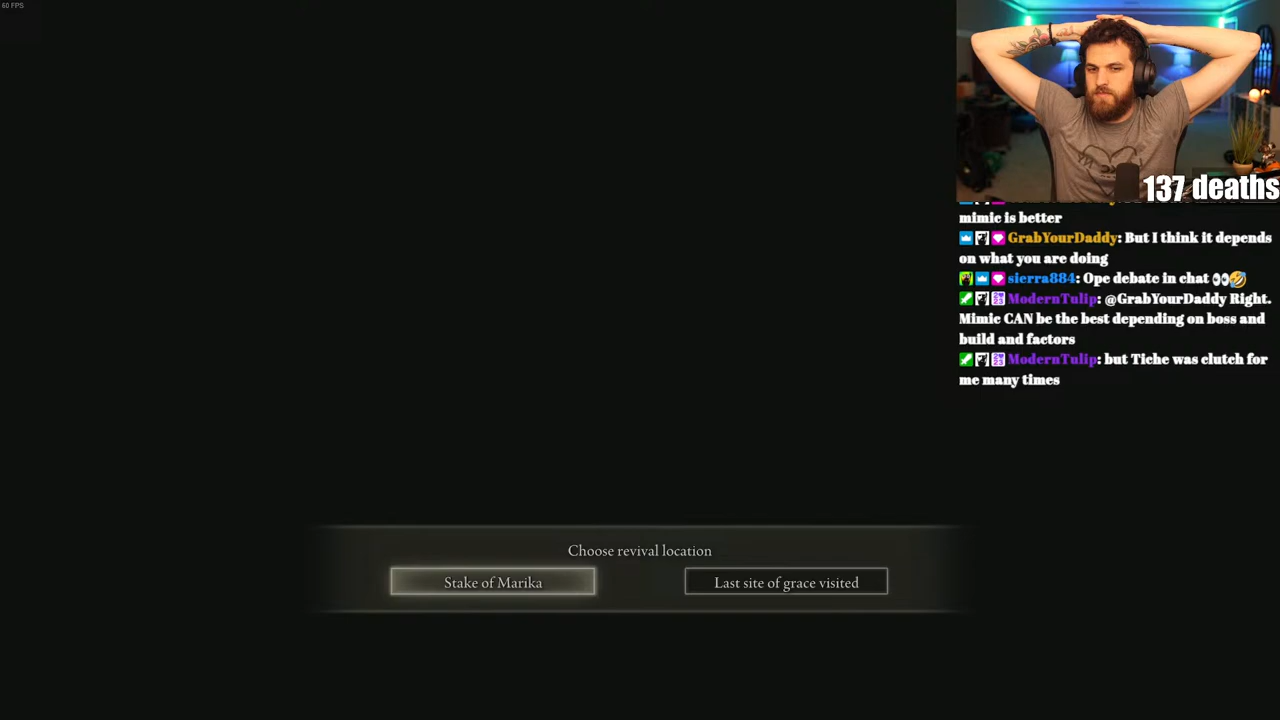 60 FPS
137 deaths
mimic is better
GrabYourDaddy: But I think it depends
on what you are doing
sierra884: Ope debate in chat 👀🤣
ModernTulip: @GrabYourDaddy Right.
Mimic CAN be the best depending on boss and
build and factors
ModernTulip: but Tiche was clutch for
me many times
Choose revival location
Stake of Marika
Last site of grace visited